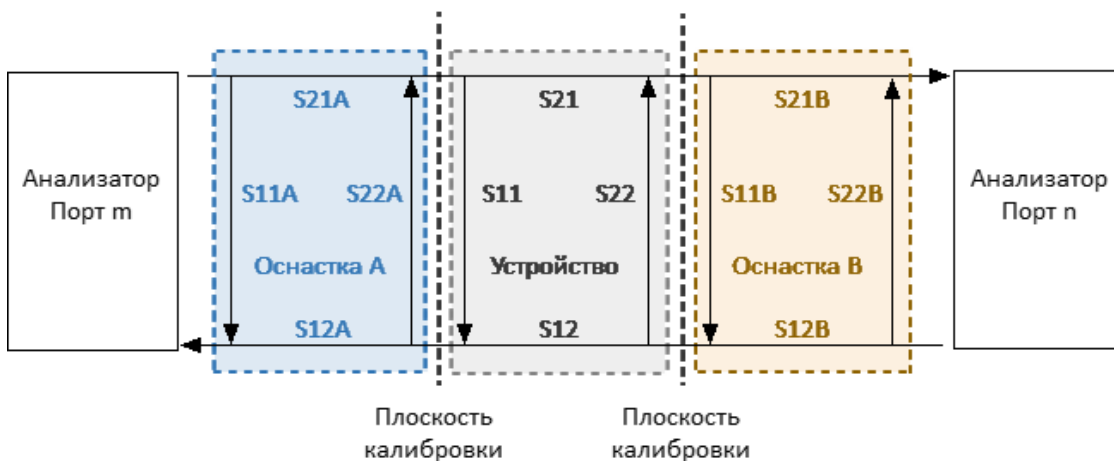 S21A
S21
S21B
Анализатор
Порт m
S11A
S22A
S11
S22
S11B
S22B
Анализатор
Порт n
Оснастка А
Устройство
Оснастка В
S12A
S12
S12B
Плоскость
калибровки
Плоскость
калибровки